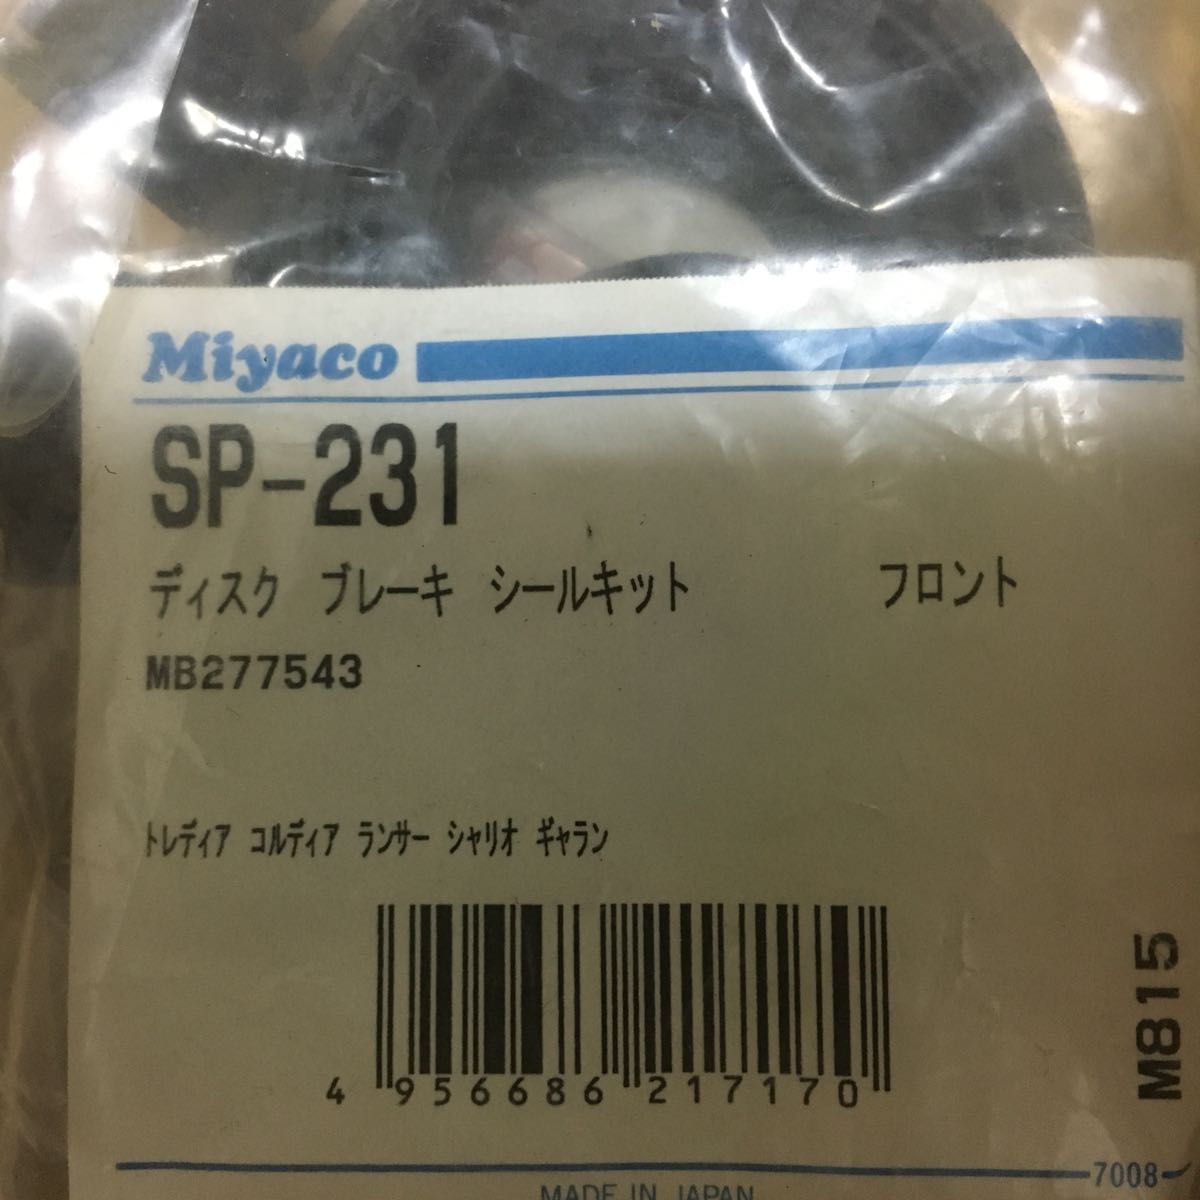 Miyaco
SP-231
ディスク ブレーキ シールキット フロント
MB277543
トレディア コルディア ランサー シャリオ ギャラン
4 956686 217170
M815
7008-
MADE IN JAPAN